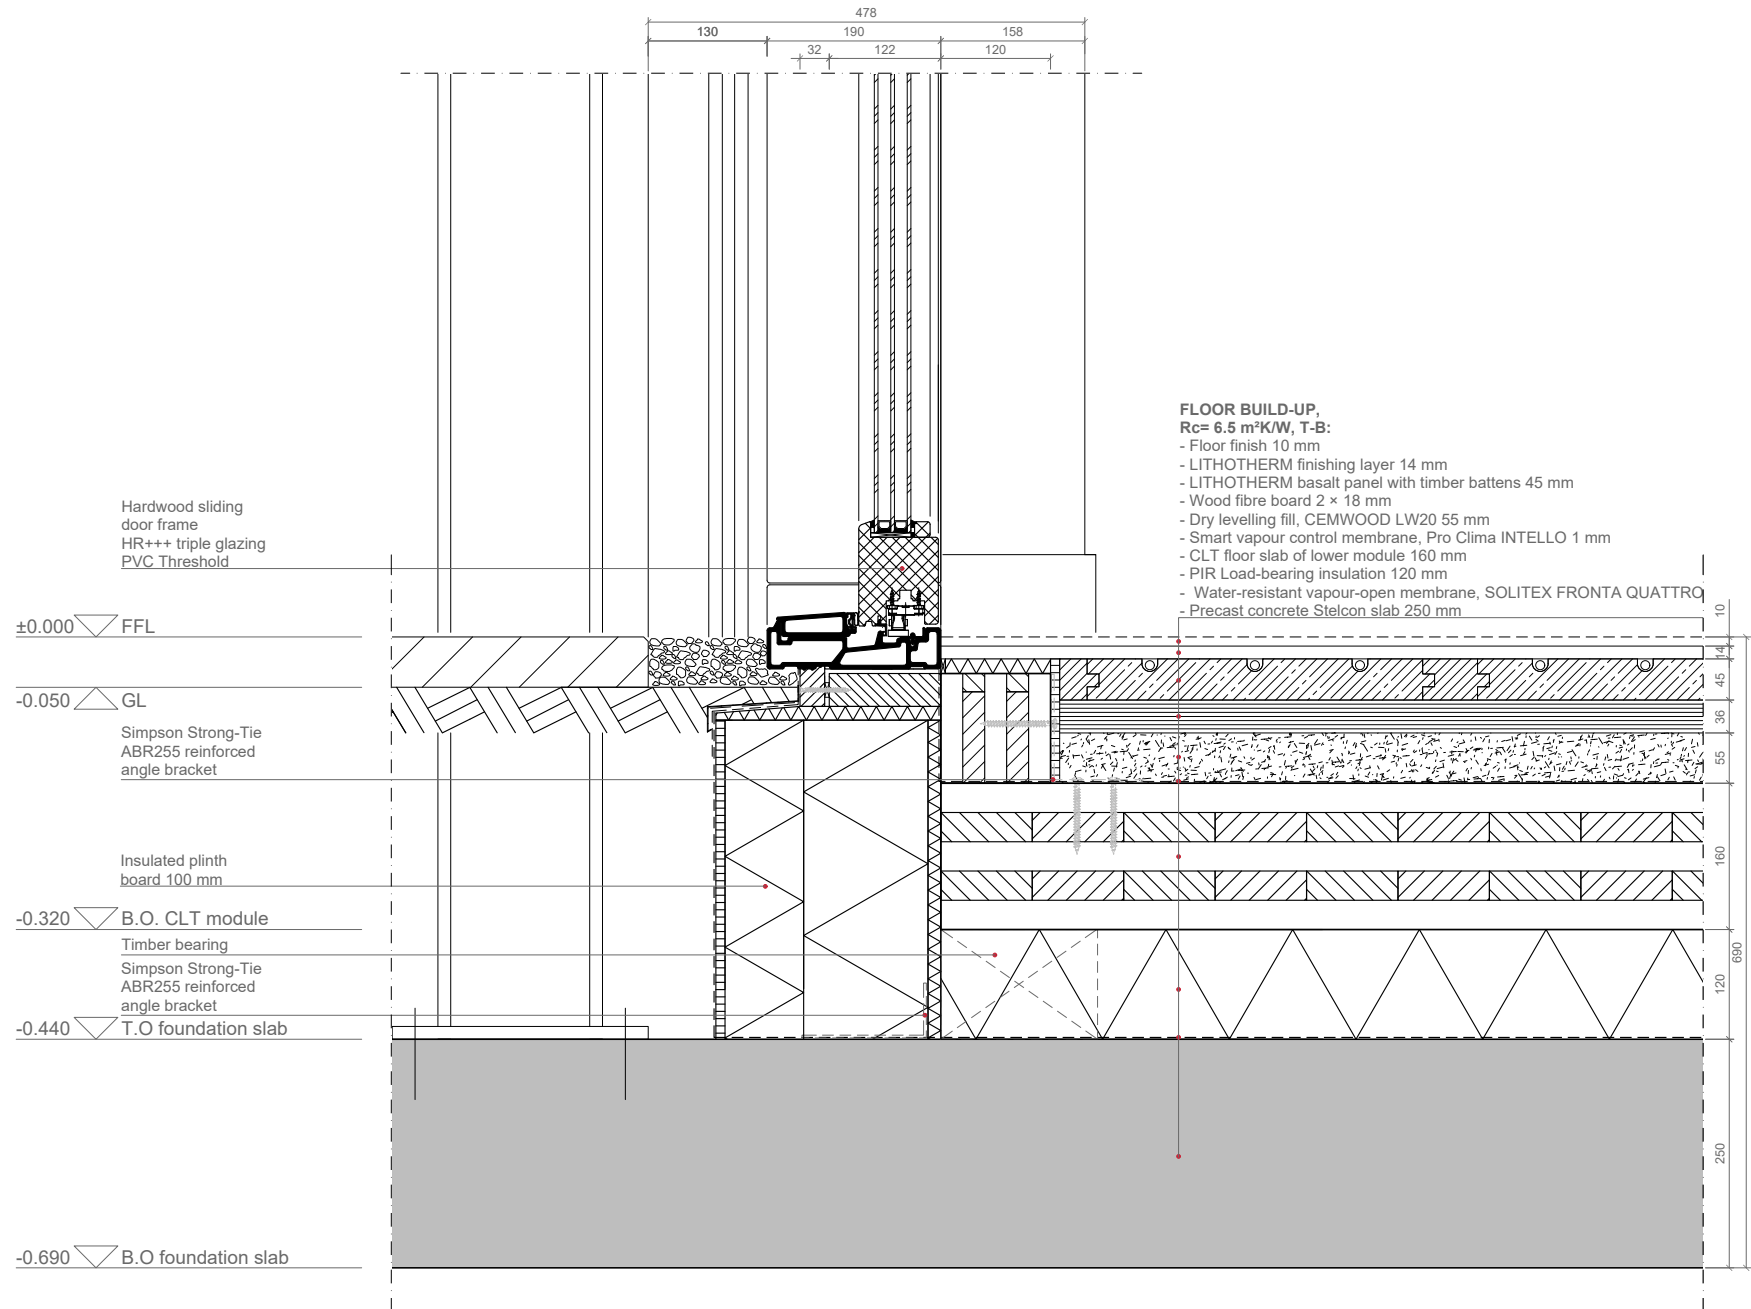 478
130
190
158
32
122
120
FLOOR BUILD-UP,
Rc= 6.5 m²K/W, T-B:
- Floor finish 10 mm
- LITHOTHERM finishing layer 14 mm
- LITHOTHERM basalt panel with timber battens 45 mm
- Wood fibre board 2 × 18 mm
- Dry levelling fill, CEMWOOD LW20 55 mm
- Smart vapour control membrane, Pro Clima INTELLO 1 mm
- CLT floor slab of lower module 160 mm
- PIR Load-bearing insulation 120 mm
- Water-resistant vapour-open membrane, SOLITEX FRONTA QUATTRO
- Precast concrete Stelcon slab 250 mm
Hardwood sliding
door frame
HR+++ triple glazing
PVC Threshold
±0.000 FFL
-0.050 GL
Simpson Strong-Tie
ABR255 reinforced
angle bracket
Insulated plinth
board 100 mm
-0.320 B.O. CLT module
Timber bearing
Simpson Strong-Tie
ABR255 reinforced
angle bracket
-0.440 T.O foundation slab
-0.690 B.O foundation slab
10
14
45
36
55
160
120
690
250